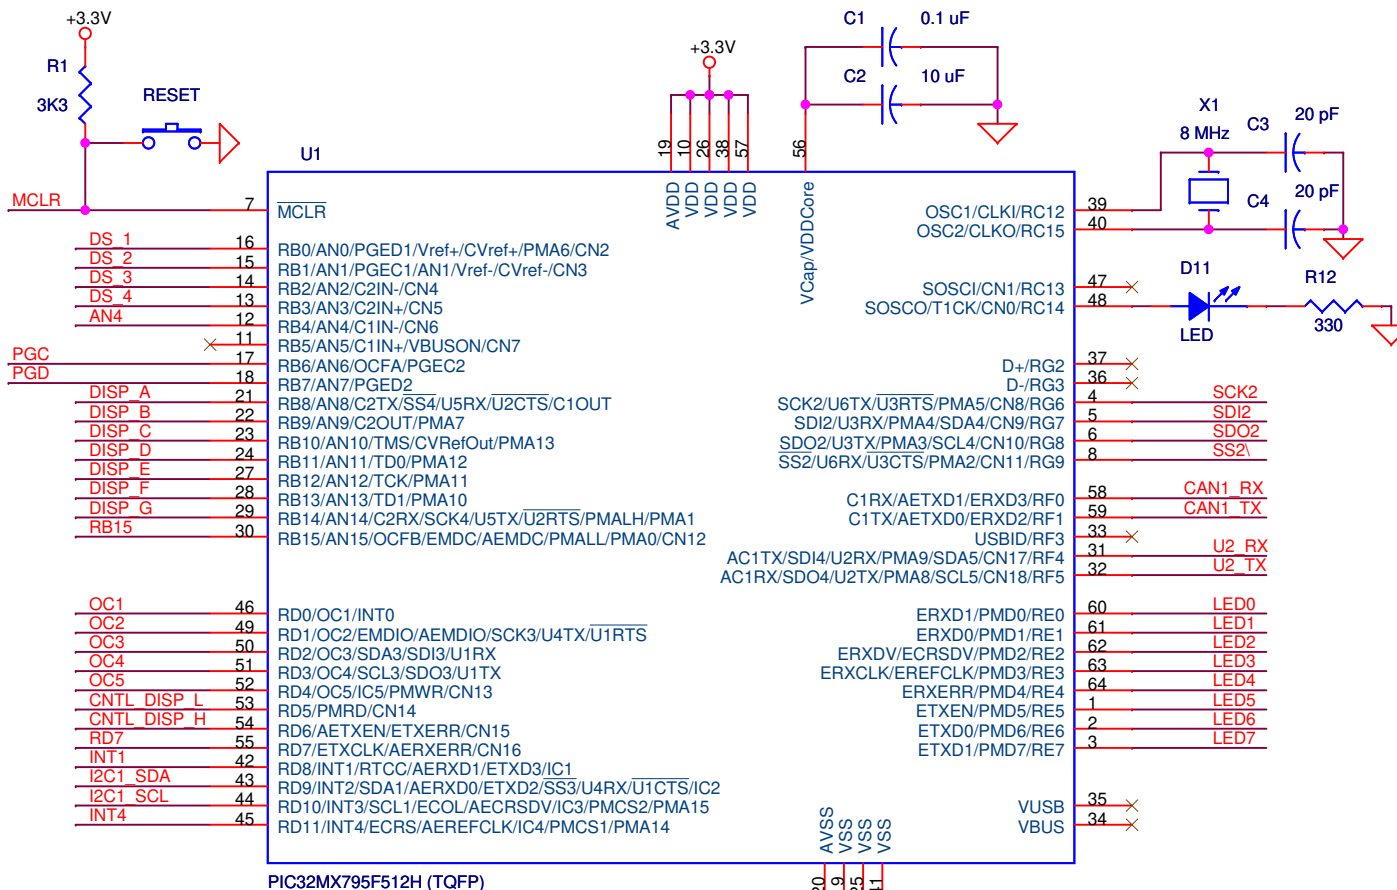 +3.3V
R1
3K3
RESET
+3.3V
C1 0.1 uF
C2 10 uF
X1
8 MHz
C3 20 pF
C4 20 pF
U1
19 10 26 38 57 56
AVDD VDD VDD VDD VDD VCap/VDDCore
MCLR 7 MCLR
DS_1 16 RB0/AN0/PGED1/Vref+/CVref+/PMA6/CN2
DS_2 15 RB1/AN1/PGEC1/AN1/Vref-/CVref-/CN3
DS_3 14 RB2/AN2/C2IN-/CN4
DS_4 13 RB3/AN3/C2IN+/CN5
AN4 12 RB4/AN4/C1IN-/CN6
11 RB5/AN5/C1IN+/VBUSON/CN7
PGC 17 RB6/AN6/OCFA/PGEC2
PGD 18 RB7/AN7/PGED2
DISP_A 21 RB8/AN8/C2TX/SS4/U5RX/U2CTS/C1OUT
DISP_B 22 RB9/AN9/C2OUT/PMA7
DISP_C 23 RB10/AN10/TMS/CVRefOut/PMA13
DISP_D 24 RB11/AN11/TD0/PMA12
DISP_E 27 RB12/AN12/TCK/PMA11
DISP_F 28 RB13/AN13/TD1/PMA10
DISP_G 29 RB14/AN14/C2RX/SCK4/U5TX/U2RTS/PMALH/PMA1
RB15 30 RB15/AN15/OCFB/EMDC/AEMDC/PMALL/PMA0/CN12
OC1 46 RD0/OC1/INT0
OC2 49 RD1/OC2/EMDIO/AEMDIO/SCK3/U4TX/U1RTS
OC3 50 RD2/OC3/SDA3/SDI3/U1RX
OC4 51 RD3/OC4/SCL3/SDO3/U1TX
OC5 52 RD4/OC5/IC5/PMWR/CN13
CNTL_DISP_L 53 RD5/PMRD/CN14
CNTL_DISP_H 54 RD6/AETXEN/ETXERR/CN15
RD7 55 RD7/ETXCLK/AERXERR/CN16
INT1 42 RD8/INT1/RTCC/AERXD1/ETXD3/IC1
I2C1_SDA 43 RD9/INT2/SDA1/AERXD0/ETXD2/SS3/U4RX/U1CTS/IC2
I2C1_SCL 44 RD10/INT3/SCL1/ECOL/AECRSDV/IC3/PMCS2/PMA15
INT4 45 RD11/INT4/ECRS/AEREFCLK/IC4/PMCS1/PMA14
OSC1/CLKI/RC12 39
OSC2/CLKO/RC15 40
SOSCI/CN1/RC13 47
SOSCO/T1CK/CN0/RC14 48
D11
LED
R12
330
D+/RG2 37
D-/RG3 36
SCK2/U6TX/U3RTS/PMA5/CN8/RG6 4 SCK2
SDI2/U3RX/PMA4/SDA4/CN9/RG7 5 SDI2
SDO2/U3TX/PMA3/SCL4/CN10/RG8 6 SDO2
SS2/U6RX/U3CTS/PMA2/CN11/RG9 8 SS2\
C1RX/AETXD1/ERXD3/RF0 58 CAN1_RX
C1TX/AETXD0/ERXD2/RF1 59 CAN1_TX
USBID/RF3 33
AC1TX/SDI4/U2RX/PMA9/SDA5/CN17/RF4 31 U2_RX
AC1RX/SDO4/U2TX/PMA8/SCL5/CN18/RF5 32 U2_TX
ERXD1/PMD0/RE0 60 LED0
ERXD0/PMD1/RE1 61 LED1
ERXDV/ECRSDV/PMD2/RE2 62 LED2
ERXCLK/EREFCLK/PMD3/RE3 63 LED3
ERXERR/PMD4/RE4 64 LED4
ETXEN/PMD5/RE5 1 LED5
ETXD0/PMD6/RE6 2 LED6
ETXD1/PMD7/RE7 3 LED7
VUSB 35
VBUS 34
AVSS VSS VSS VSS
9
PIC32MX795F512H (TQFP)